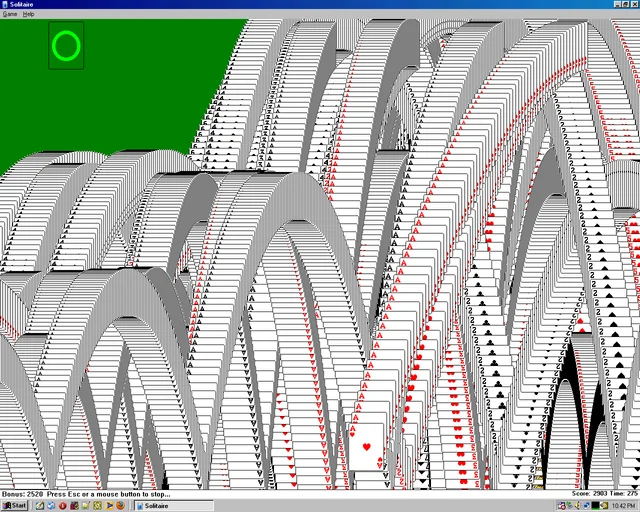 Solitaire
Game Help
Bonus: 2520 Press Esc or a mouse button to stop... Score: 2903 Time: 275
Start Solitaire 10:42 PM